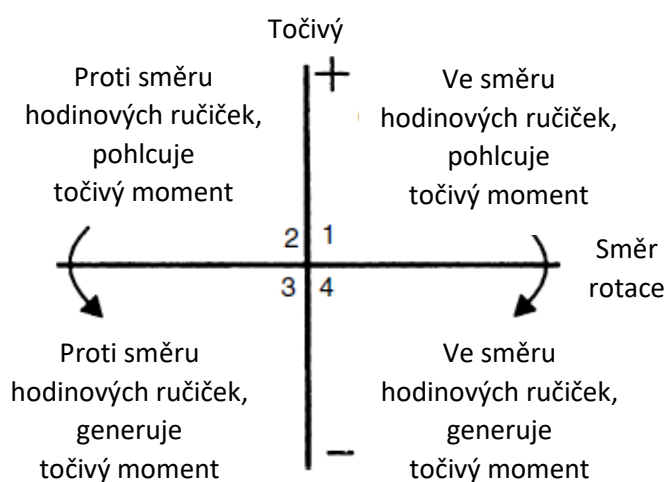 Točivý
+
Proti směru
hodinových ručiček,
pohlcuje
točivý moment
Ve směru
hodinových ručiček,
pohlcuje
točivý moment
2 1
Směr
rotace
3 4
Proti směru
hodinových ručiček,
generuje
točivý moment
Ve směru
hodinových ručiček,
generuje
točivý moment
−